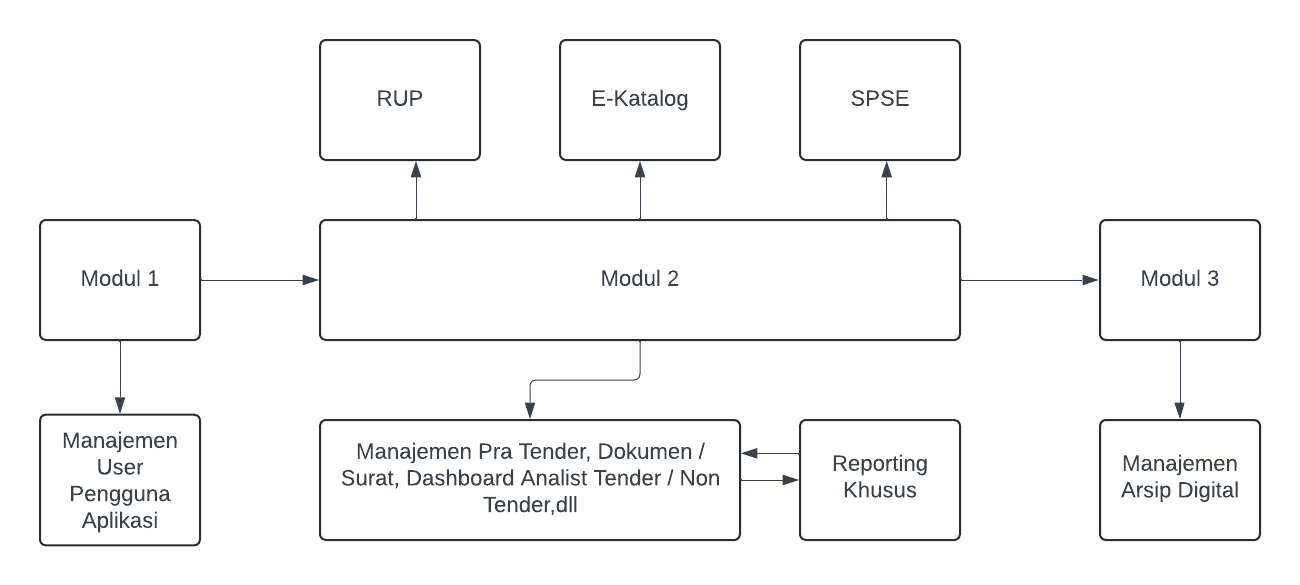 RUP
E-Katalog
SPSE
Modul 1
Modul 2
Modul 3
Manajemen
User
Pengguna
Aplikasi
Manajemen Pra Tender, Dokumen /
Surat, Dashboard Analist Tender / Non
Tender,dll
Reporting
Khusus
Manajemen
Arsip Digital